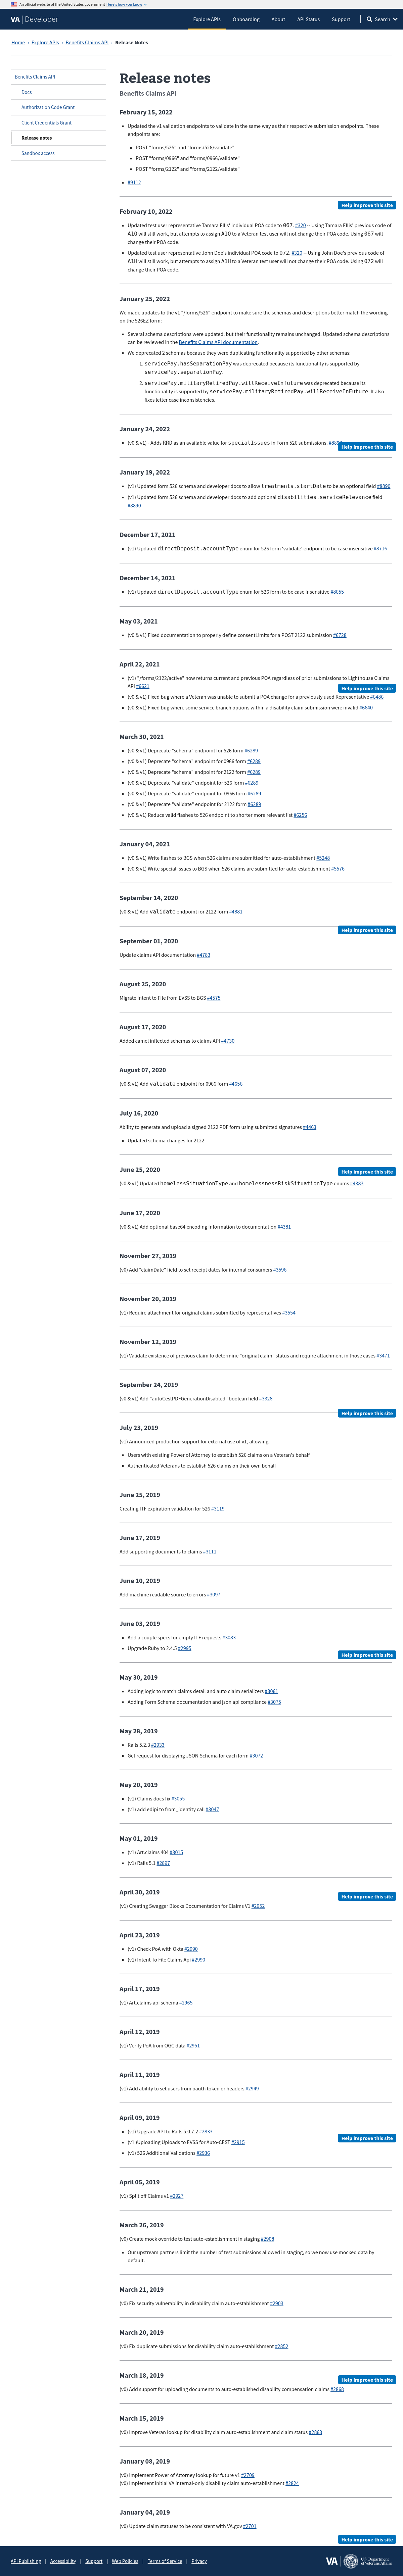 An official website of the United States government Here's how you know
VA | Developer
Explore APIs
Onboarding
About
API Status
Support
Search
Home › Explore APIs › Benefits Claims API › Release Notes
Benefits Claims API
Docs
Authorization Code Grant
Client Credentials Grant
Release notes
Sandbox access
Release notes
Benefits Claims API
February 15, 2022
Updated the v1 validation endpoints to validate in the same way as their respective submission endpoints. These
endpoints are:
POST "forms/526" and "forms/526/validate"
POST "forms/0966" and "forms/0966/validate"
POST "forms/2122" and "forms/2122/validate"
#9112
Help improve this site
February 10, 2022
Updated test user representative Tamara Ellis' individual POA code to 067. #320 -- Using Tamara Ellis' previous POA code of
A1Q will still work, but attempts to assign A1Q to a Veteran test user will not change their POA code. Using 067 will
change their POA code.
Updated test user representative John Doe's individual POA code to 072. #320 -- Using John Doe's previous POA code of
A1H will still work, but attempts to assign A1H to a Veteran test user will not change their POA code. Using 072 will
change their POA code.
January 25, 2022
We made updates to the v1 "/forms/526" endpoint to make sure the schemas and descriptions better match the wording
on the 526EZ form:
Several schema descriptions were updated, but their functionality remains unchanged. Updated schema descriptions
can be reviewed in the Benefits Claims API documentation.
We deprecated 2 schemas because they were duplicating functionality supported by other schemas:
1. servicePay.hasSeparationPay was deprecated because its functionality is supported by
servicePay.separationPay.
2. servicePay.militaryRetiredPay.willReceiveInFuture was deprecated because its
functionality is supported by servicePay.militaryRetiredPay.willReceiveInFuture. It also
fixes letter case inconsistencies.
January 24, 2022
(v0 & v1) - Adds RRD as an available value for specialIssues in Form 526 submissions.
Help improve this site
January 19, 2022
(v1) Updated form 526 schema and developer docs to allow treatments.startDate to be an optional field #8890
(v1) Updated form 526 schema and developer docs to add optional disabilities.serviceRelevance field
#8890
December 17, 2021
(v1) Updated directDeposit.accountType enum for 526 form 'validate' endpoint to be case insensitive #8716
December 14, 2021
(v1) Updated directDeposit.accountType enum for 526 form to be case insensitive #8655
May 03, 2021
(v0 & v1) Fixed documentation to properly define consentLimits for a POST 2122 submission #6728
April 22, 2021
(v1) "/forms/2122/active" now returns current and previous POA regardless of prior submissions to Lighthouse Claims
API #6621
Help improve this site
(v0 & v1) Fixed bug where a Veteran was unable to submit a POA change for a previously used Representative #6486
(v0 & v1) Fixed bug where some service branch options within a disability claim submission were invalid #6640
March 30, 2021
(v0 & v1) Deprecate "schema" endpoint for 526 form #6289
(v0 & v1) Deprecate "schema" endpoint for 0966 form #6289
(v0 & v1) Deprecate "schema" endpoint for 2122 form #6289
(v0 & v1) Deprecate "validate" endpoint for 526 form #6289
(v0 & v1) Deprecate "validate" endpoint for 0966 form #6289
(v0 & v1) Deprecate "validate" endpoint for 2122 form #6289
(v0 & v1) Reduce valid flashes to 526 endpoint to shorter more relevant list #6256
January 04, 2021
(v0 & v1) Write flashes to BGS when 526 claims are submitted for auto-establishment #5248
(v0 & v1) Write special issues to BGS when 526 claims are submitted for auto-establishment #5576
September 14, 2020
(v0 & v1) Add validate endpoint for 2122 form #4881
Help improve this site
September 01, 2020
Update claims API documentation #4783
August 25, 2020
Migrate Intent to File from EVSS to BGS #4575
August 17, 2020
Added camel inflected schemas to claims API #4730
August 07, 2020
(v0 & v1) Add validate endpoint for 0966 form #4656
July 16, 2020
Ability to generate and upload a signed 2122 PDF form using submitted signatures #4463
Updated schema changes for 2122
June 25, 2020
Help improve this site
(v0 & v1) Updated homelessSituationType and homelessnessRiskSituationType enums #4383
June 17, 2020
(v0 & v1) Add optional base64 encoding information to documentation #4381
November 27, 2019
(v0) Add "claimDate" field to set receipt dates for internal consumers #3596
November 20, 2019
(v1) Require attachment for original claims submitted by representatives #3554
November 12, 2019
(v1) Validate existence of previous claim to determine "original claim" status and require attachment in those cases #3471
September 24, 2019
(v0 & v1) Add "autoCestPDFGenerationDisabled" boolean field #3328
Help improve this site
July 23, 2019
(v1) Announced production support for external use of v1, allowing:
Users with existing Power of Attorney to establish 526 claims on a Veteran's behalf
Authenticated Veterans to establish 526 claims on their own behalf
June 25, 2019
Creating ITF expiration validation for 526 #3119
June 17, 2019
Add supporting documents to claims #3111
June 10, 2019
Add machine readable source to errors #3097
June 03, 2019
Add a couple specs for empty ITF requests #3083
Upgrade Ruby to 2.4.5 #2995
Help improve this site
May 30, 2019
Adding logic to match claims detail and auto claim serializers #3061
Adding Form Schema documentation and json api compliance #3075
May 28, 2019
Rails 5.2.3 #2933
Get request for displaying JSON Schema for each form #3072
May 20, 2019
(v1) Claims docs fix #3055
(v1) add edipi to from_identity call #3047
May 01, 2019
(v1) Art.claims 404 #3015
(v1) Rails 5.1 #2897
April 30, 2019
Help improve this site
(v1) Creating Swagger Blocks Documentation for Claims V1 #2952
April 23, 2019
(v1) Check PoA with Okta #2990
(v1) Intent To File Claims Api #2990
April 17, 2019
(v1) Art.claims api schema #2965
April 12, 2019
(v1) Verify PoA from OGC data #2951
April 11, 2019
(v1) Add ability to set users from oauth token or headers #2949
April 09, 2019
(v1) Upgrade API to Rails 5.0.7.2 #2833
Help improve this site
(v1 )Uploading Uploads to EVSS for Auto-CEST #2915
(v1) 526 Additional Validations #2936
April 05, 2019
(v1) Split off Claims v1 #2927
March 26, 2019
(v0) Create mock override to test auto-establishment in staging #2908
Our upstream partners limit the number of test submissions allowed in staging, so we now use mocked data by
default.
March 21, 2019
(v0) Fix security vulnerability in disability claim auto-establishment #2903
March 20, 2019
(v0) Fix duplicate submissions for disability claim auto-establishment #2852
March 18, 2019
Help improve this site
(v0) Add support for uploading documents to auto-established disability compensation claims #2868
March 15, 2019
(v0) Improve Veteran lookup for disability claim auto-establishment and claim status #2863
January 08, 2019
(v0) Implement Power of Attorney lookup for future v1 #2709
(v0) Implement initial VA internal-only disability claim auto-establishment #2824
January 04, 2019
(v0) Update claim statuses to be consistent with VA.gov #2701
Help improve this site
API Publishing | Accessibility | Support | Web Policies | Terms of Service | Privacy
VA | U.S. Department of Veterans Affairs